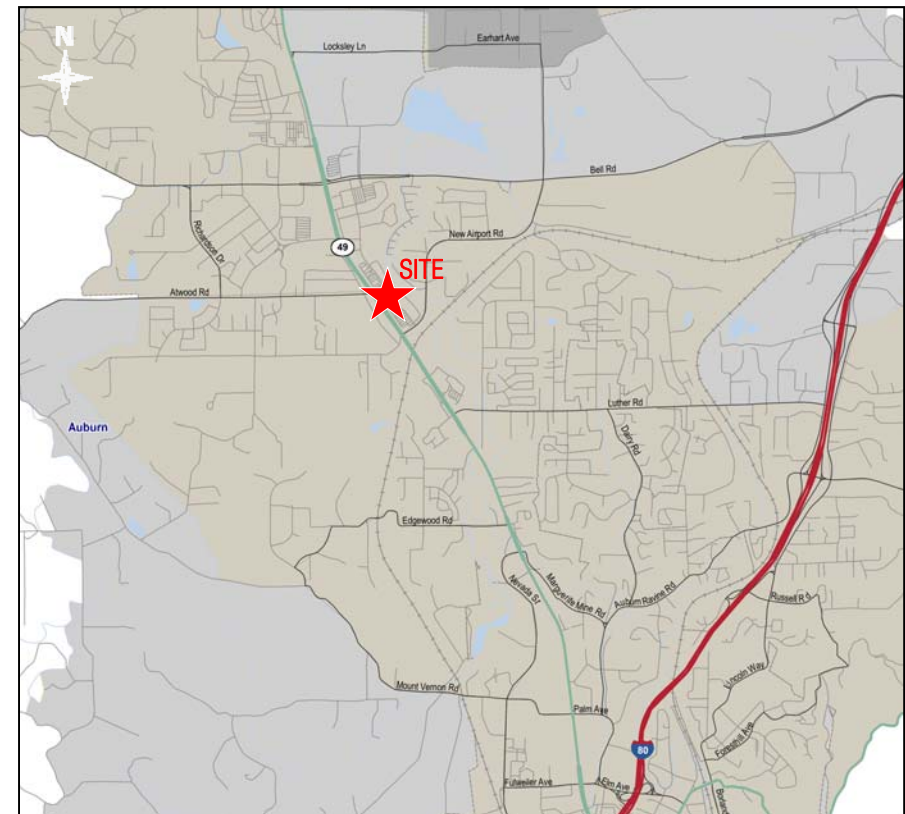 N
Locksley Ln
Earhart Ave
Bell Rd
Richardson Dr
New Airport Rd
49
SITE
Atwood Rd
Luther Rd
Auburn
Dairy Rd
Edgewood Rd
Nevada St
Marguerite Mine Rd
Auburn Ravine Rd
Russell Rd
Mount Vernon Rd
Lincoln Way
Palm Ave
Foresthill Ave
80
Fulweiler Ave
Elm Ave
Borland